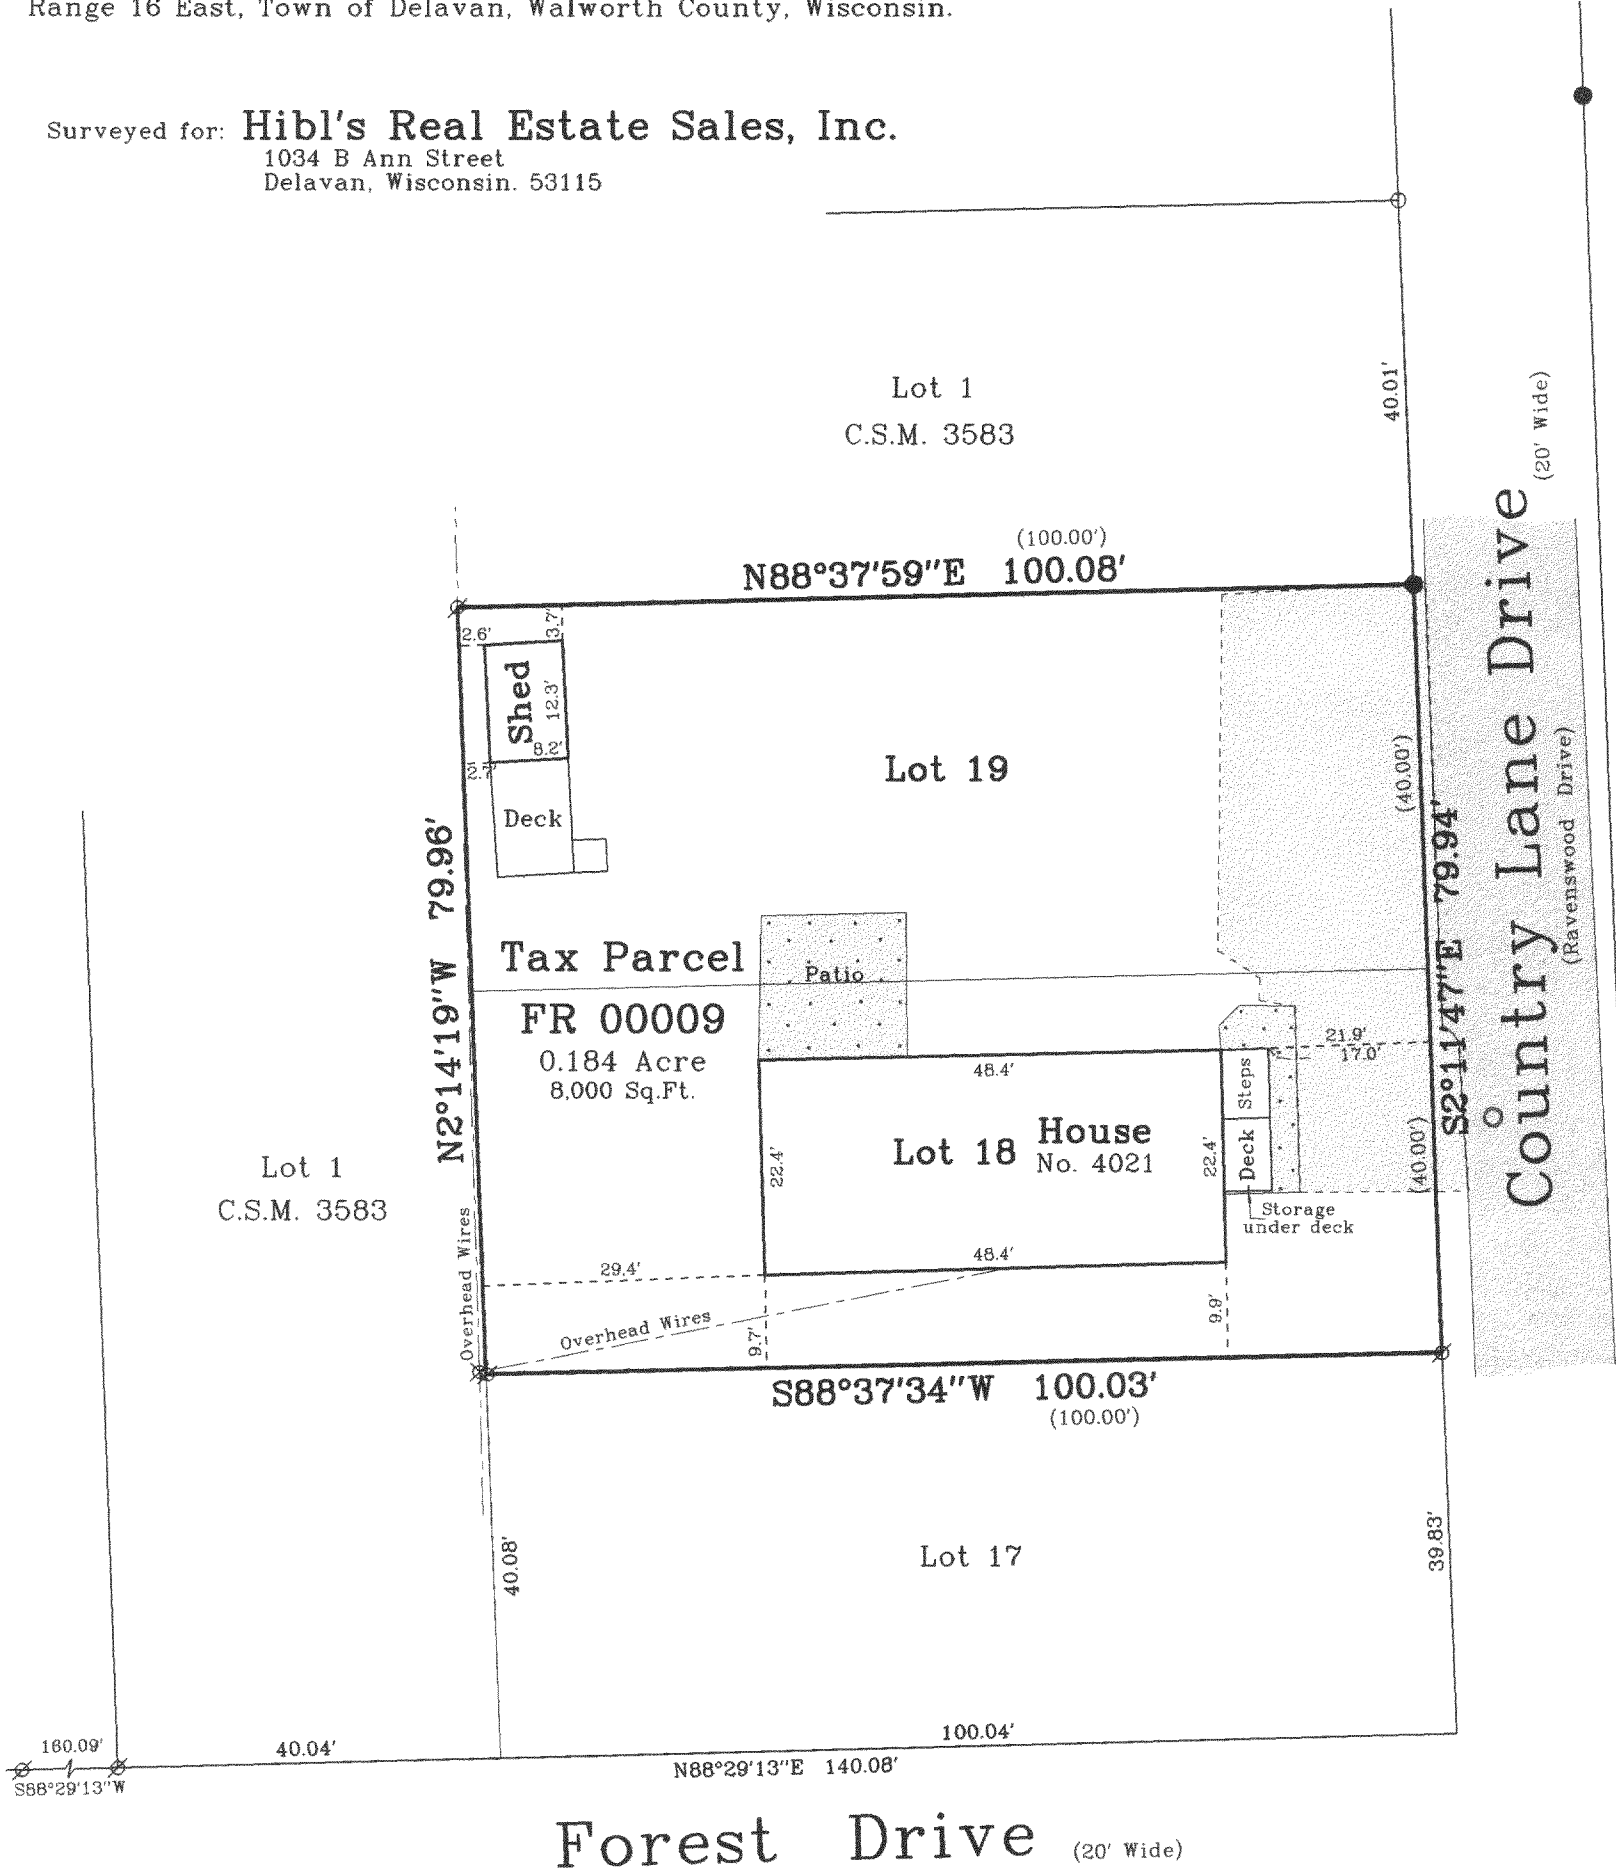 Range 16 East, Town of Delavan, Walworth County, Wisconsin.
Surveyed for: Hibl's Real Estate Sales, Inc.
1034 B Ann Street
Delavan, Wisconsin. 53115
Lot 1
C.S.M. 3583
40.01'
(20' Wide)
Country Lane Drive
(Ravenswood Drive)
(100.00')
N88°37'59"E 100.08'
2.6'
3.7'
Shed
12.3'
8.2'
2.7'
Deck
Lot 19
(40.00')
N2°14'19"W 79.96'
S2°11'47"E 79.94'
Tax Parcel
FR 00009
0.184 Acre
8,000 Sq.Ft.
Patio
21.9'
17.0'
48.4'
Steps
Deck
22.4'
Lot 18
House
No. 4021
22.4'
(40.00')
Storage
under deck
Lot 1
C.S.M. 3583
Overhead Wires
29.4'
48.4'
Overhead Wires
9.7'
9.9'
S88°37'34"W 100.03'
(100.00')
40.08'
Lot 17
39.83'
160.09'
S88°29'13"W
40.04'
100.04'
N88°29'13"E 140.08'
Forest Drive (20' Wide)